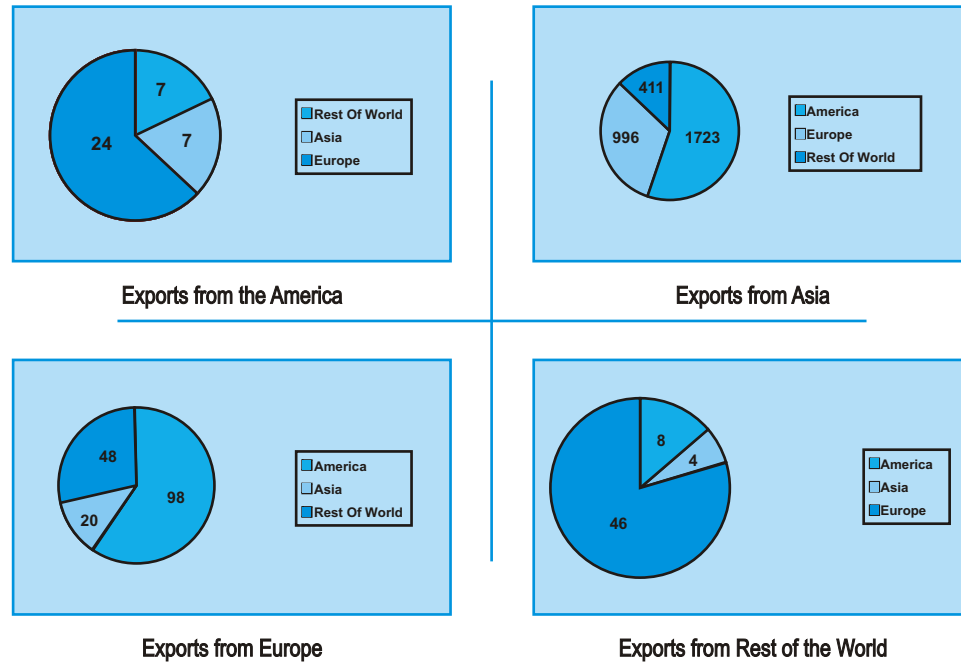 7
7
24
Rest Of World
Asia
Europe
Exports from the America
411
996
1723
America
Europe
Rest Of World
Exports from Asia
48
98
20
America
Asia
Rest Of World
Exports from Europe
8
4
46
America
Asia
Europe
Exports from Rest of the World